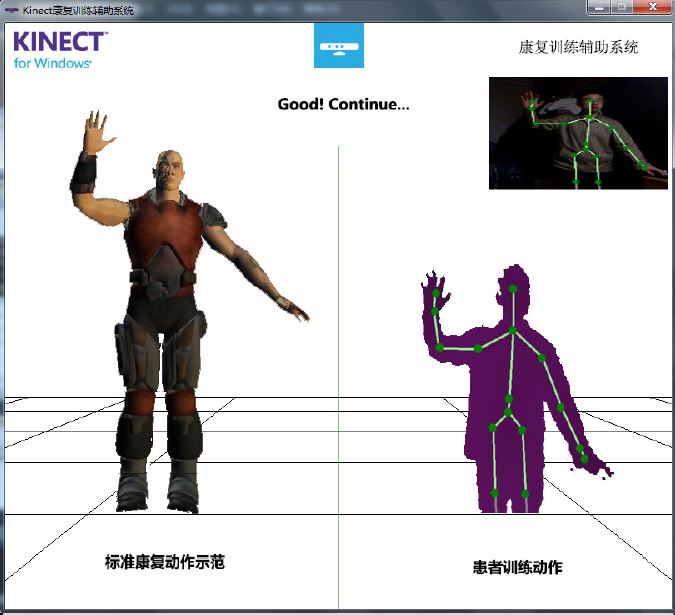 Kinect康复训练辅助系统
KINECT™
for Windows®
康复训练辅助系统
Good! Continue...
标准康复动作示范
患者训练动作